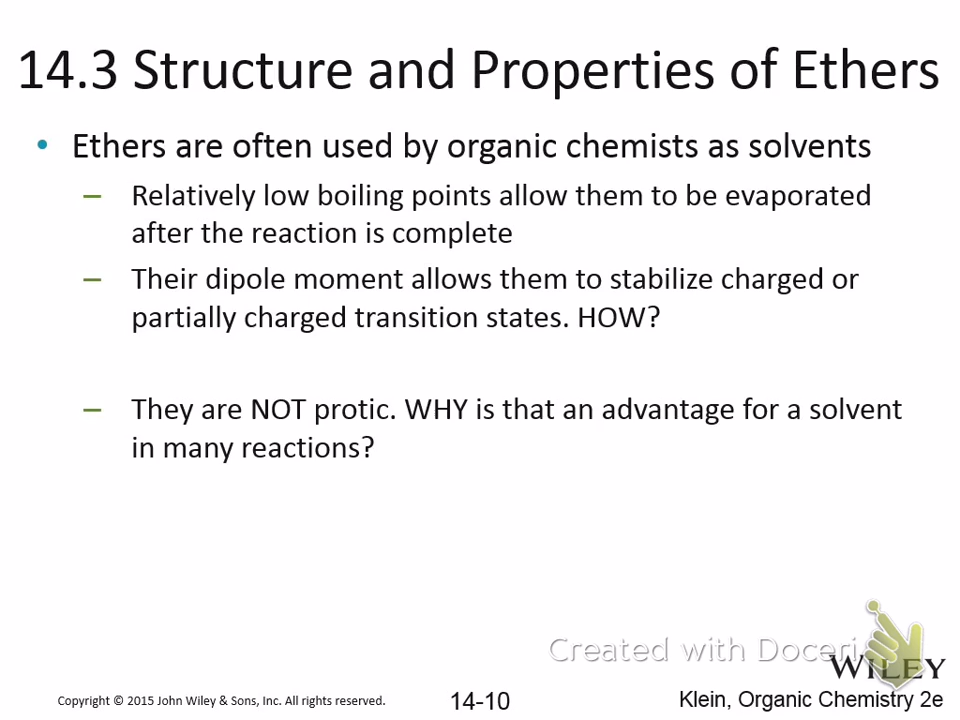 14.3 Structure and Properties of Ethers
• Ethers are often used by organic chemists as solvents
– Relatively low boiling points allow them to be evaporated
after the reaction is complete
– Their dipole moment allows them to stabilize charged or
partially charged transition states. HOW?
– They are NOT protic. WHY is that an advantage for a solvent
in many reactions?
Created with Doceri
WILEY
Copyright © 2015 John Wiley & Sons, Inc. All rights reserved.
14-10
Klein, Organic Chemistry 2e